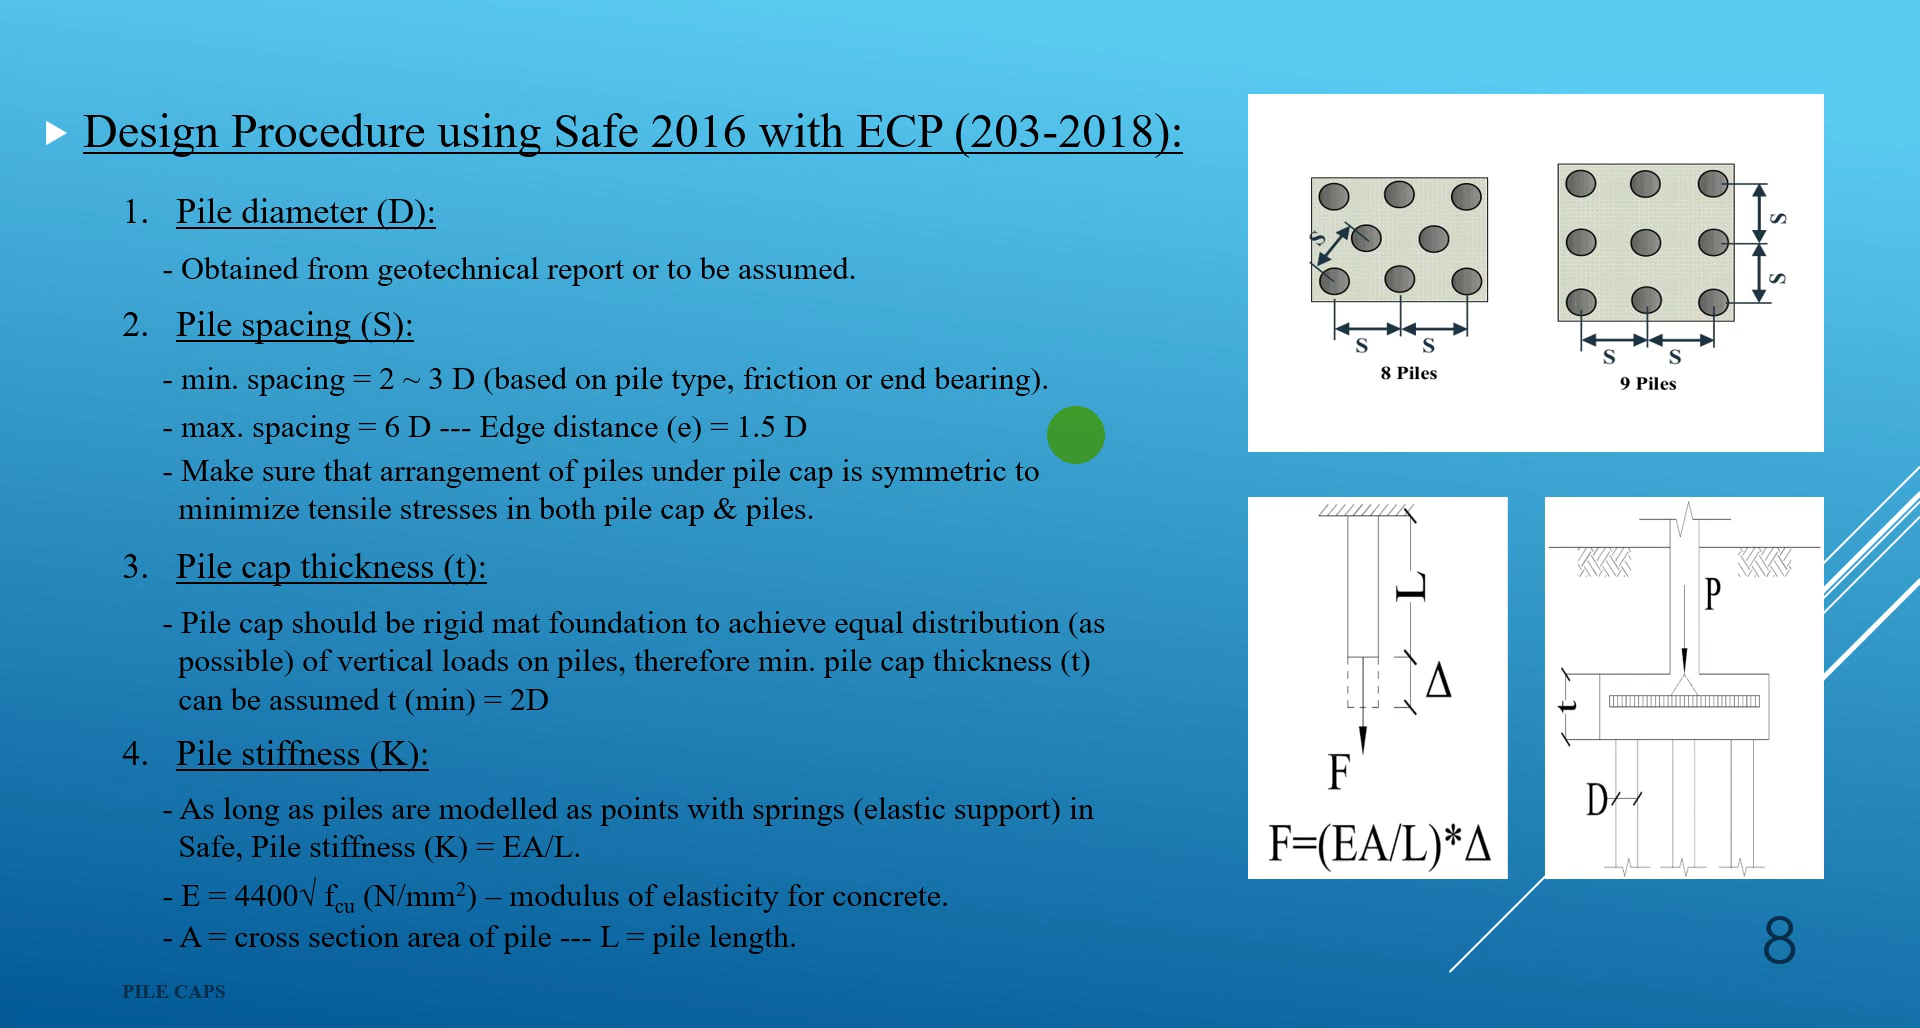 Design Procedure using Safe 2016 with ECP (203-2018):
1. Pile diameter (D):
- Obtained from geotechnical report or to be assumed.
2. Pile spacing (S):
- min. spacing = 2 ~ 3 D (based on pile type, friction or end bearing).
- max. spacing = 6 D --- Edge distance (e) = 1.5 D
- Make sure that arrangement of piles under pile cap is symmetric to
minimize tensile stresses in both pile cap & piles.
3. Pile cap thickness (t):
- Pile cap should be rigid mat foundation to achieve equal distribution (as
possible) of vertical loads on piles, therefore min. pile cap thickness (t)
can be assumed t (min) = 2D
4. Pile stiffness (K):
- As long as piles are modelled as points with springs (elastic support) in
Safe, Pile stiffness (K) = EA/L.
- E = 4400√ fcu (N/mm²) – modulus of elasticity for concrete.
- A = cross section area of pile --- L = pile length.
PILE CAPS
S
S S
8 Piles
S
S
S S
9 Piles
L
Δ
F
F=(EA/L)*Δ
P
t
D
8